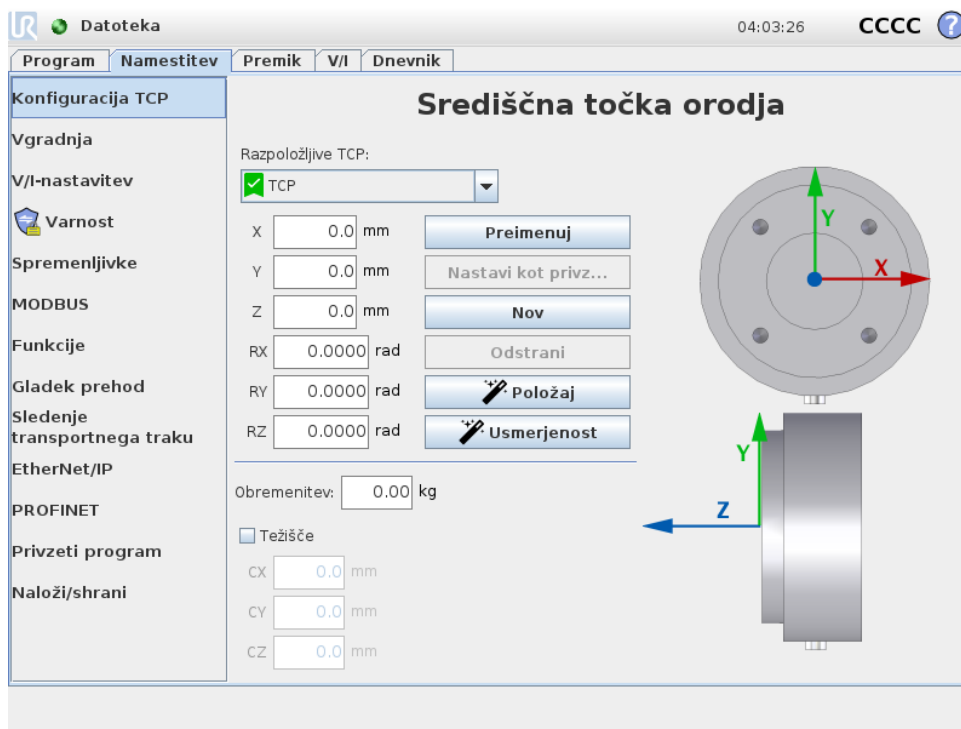 UR Datoteka 04:03:26 CCCC ?
Program Namestitev Premik V/I Dnevnik
Konfiguracija TCP
Vgradnja
V/I-nastavitev
Varnost
Spremenljivke
MODBUS
Funkcije
Gladek prehod
Sledenje
transportnega traku
EtherNet/IP
PROFINET
Privzeti program
Naloži/shrani
Središčna točka orodja
Razpoložljive TCP:
TCP
X 0.0 mm Preimenuj
Y 0.0 mm Nastavi kot privz...
Z 0.0 mm Nov
RX 0.0000 rad Odstrani
RY 0.0000 rad Položaj
RZ 0.0000 rad Usmerjenost
Obremenitev: 0.00 kg
Težišče
CX 0.0 mm
CY 0.0 mm
CZ 0.0 mm
Y
X
Y
Z